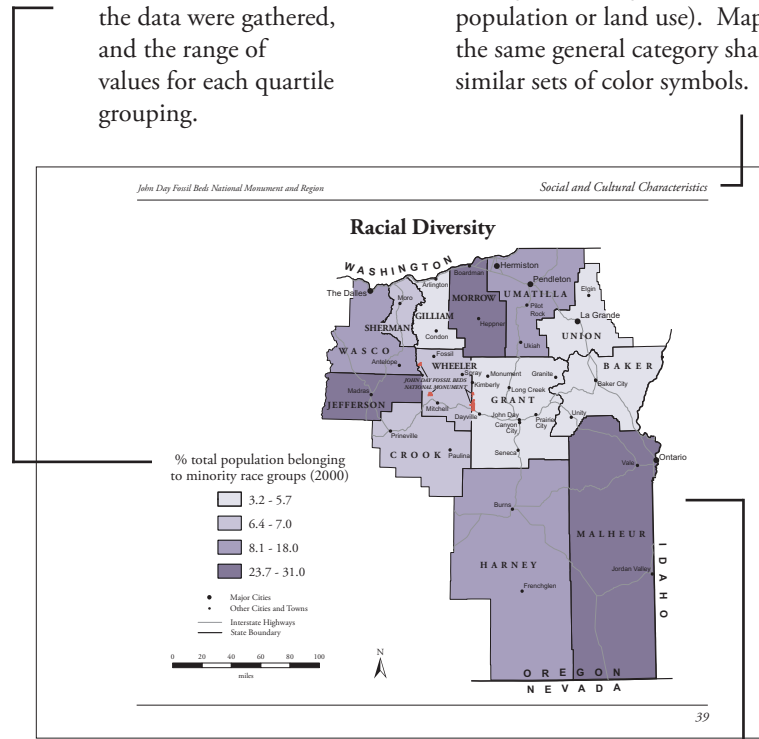 the data were gathered,
and the range of
values for each quartile
grouping.
population or land use). Map
the same general category sha
similar sets of color symbols.
John Day Fossil Beds National Monument and Region
Social and Cultural Characteristics
Racial Diversity
WASHINGTON
Boardman
Hermiston
Arlington
Pendleton
The Dalles
Moro
MORROW
UMATILLA
Elgin
GILLIAM
Pilot
Rock
La Grande
SHERMAN
Heppner
Condon
UNION
WASCO
Fossil
Ukiah
Antelope
WHEELER
BAKER
Spray
Monument
Granite
JOHN DAY FOSSIL BEDS
NATIONAL MONUMENT
Kimberly
Long Creek
Baker City
Madras
GRANT
JEFFERSON
Mitchell
Dayville
John Day
Canyon
City
Prairie
City
Unity
Prineville
CROOK
Paulina
Seneca
Ontario
Vale
% total population belonging
to minority race groups (2000)
3.2 - 5.7
6.4 - 7.0
8.1 - 18.0
23.7 - 31.0
Burns
MALHEUR
HARNEY
Jordan Valley
IDAHO
Frenchglen
Major Cities
Other Cities and Towns
Interstate Highways
State Boundary
0 20 40 60 80 100
miles
N
OREGON
NEVADA
39